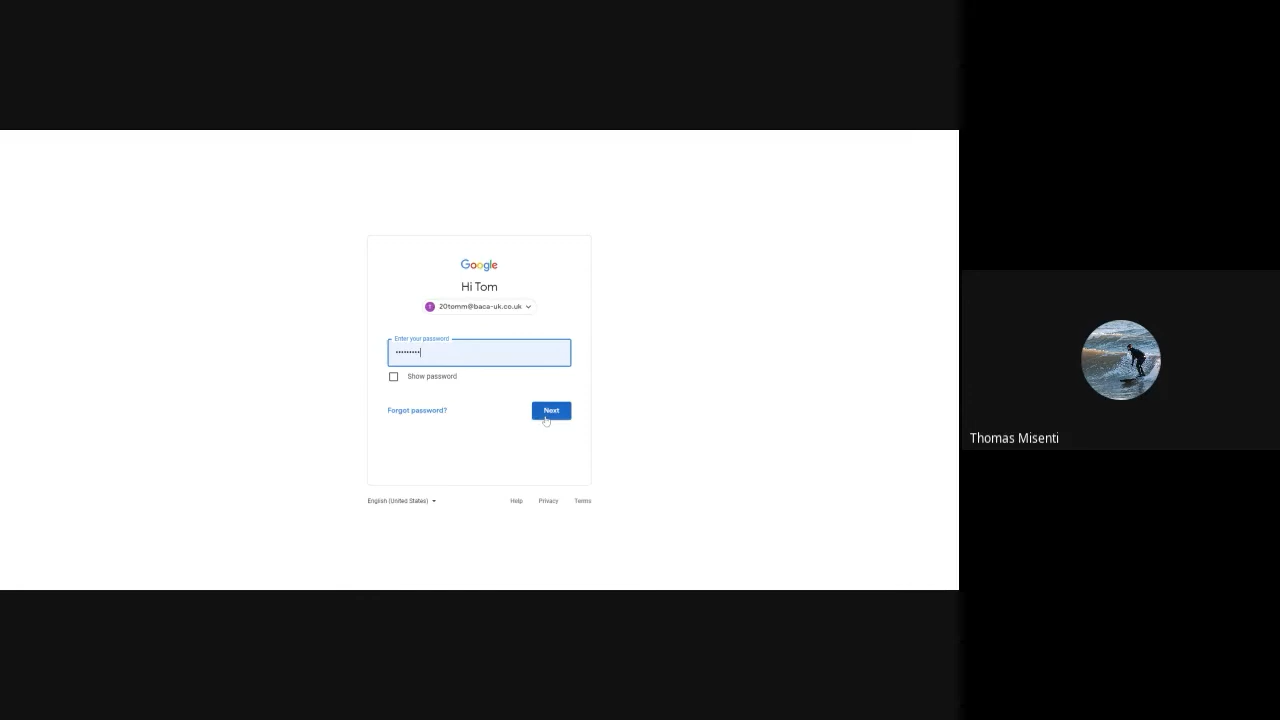 Google
Hi Tom
20tomm@baca-uk.co.uk
Enter your password
•••••••••
Show password
Forgot password?
Next
English (United States)
Help Privacy Terms
Thomas Misenti